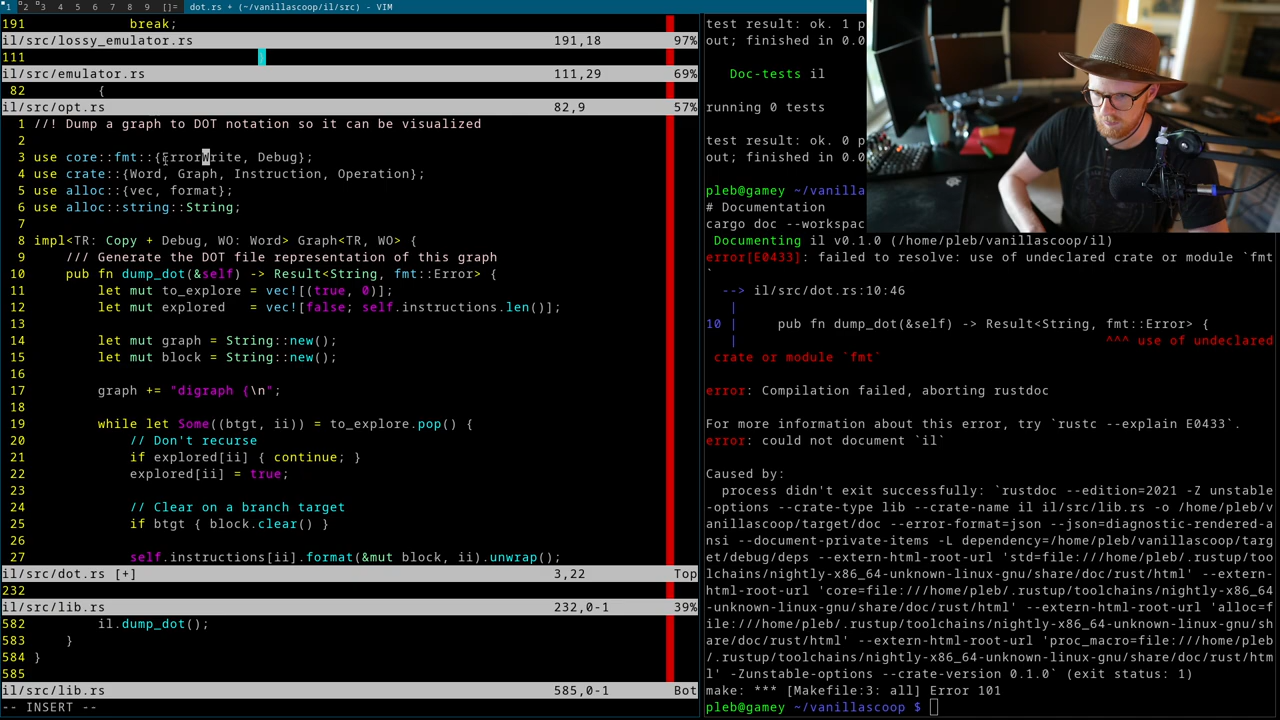 1 2 3 4 5 6 7 8 9 []= dot.rs + (~/vanillascoop/il/src) - VIM
191             break;
il/src/lossy_emulator.rs 191,18 97%
111 }
il/src/emulator.rs 111,29 69%
82         {
il/src/opt.rs 82,9 57%
1 //! Dump a graph to DOT notation so it can be visualized
2
3 use core::fmt::{ErrorWrite, Debug};
4 use crate::{Word, Graph, Instruction, Operation};
5 use alloc::{vec, format};
6 use alloc::string::String;
7
8 impl<TR: Copy + Debug, WO: Word> Graph<TR, WO> {
9     /// Generate the DOT file representation of this graph
10     pub fn dump_dot(&self) -> Result<String, fmt::Error> {
11         let mut to_explore = vec![(true, 0)];
12         let mut explored   = vec![false; self.instructions.len()];
13
14         let mut graph = String::new();
15         let mut block = String::new();
16
17         graph += "digraph {\n";
18
19         while let Some((btgt, ii)) = to_explore.pop() {
20             // Don't recurse
21             if explored[ii] { continue; }
22             explored[ii] = true;
23
24             // Clear on a branch target
25             if btgt { block.clear() }
26
27             self.instructions[ii].format(&mut block, ii).unwrap();
il/src/dot.rs [+] 3,22 Top
232
il/src/lib.rs 232,0-1 39%
582         il.dump_dot();
583     }
584 }
585
il/src/lib.rs 585,0-1 Bot
-- INSERT --
test result: ok. 1 p
out; finished in 0.0
   Doc-tests il
running 0 tests
test result: ok. 0 p
out; finished in 0.0
pleb@gamey ~/vanilla
# Documentation
cargo doc --workspac
 Documenting il v0.1.0 (/home/pleb/vanillascoop/il)
error[E0433]: failed to resolve: use of undeclared crate or module `fmt
`
  --> il/src/dot.rs:10:46
   |
10 |     pub fn dump_dot(&self) -> Result<String, fmt::Error> {
   |                                              ^^^ use of undeclared
 crate or module `fmt`
error: Compilation failed, aborting rustdoc
For more information about this error, try `rustc --explain E0433`.
error: could not document `il`
Caused by:
  process didn't exit successfully: `rustdoc --edition=2021 -Z unstable
-options --crate-type lib --crate-name il il/src/lib.rs -o /home/pleb/v
anillascoop/target/doc --error-format=json --json=diagnostic-rendered-a
nsi --document-private-items -L dependency=/home/pleb/vanillascoop/targ
et/debug/deps --extern-html-root-url 'std=file:///home/pleb/.rustup/too
lchains/nightly-x86_64-unknown-linux-gnu/share/doc/rust/html' --extern-
html-root-url 'core=file:///home/pleb/.rustup/toolchains/nightly-x86_64
-unknown-linux-gnu/share/doc/rust/html' --extern-html-root-url 'alloc=f
ile:///home/pleb/.rustup/toolchains/nightly-x86_64-unknown-linux-gnu/sh
are/doc/rust/html' --extern-html-root-url 'proc_macro=file:///home/pleb
/.rustup/toolchains/nightly-x86_64-unknown-linux-gnu/share/doc/rust/htm
l' -Zunstable-options --crate-version 0.1.0` (exit status: 1)
make: *** [Makefile:3: all] Error 101
pleb@gamey ~/vanillascoop $